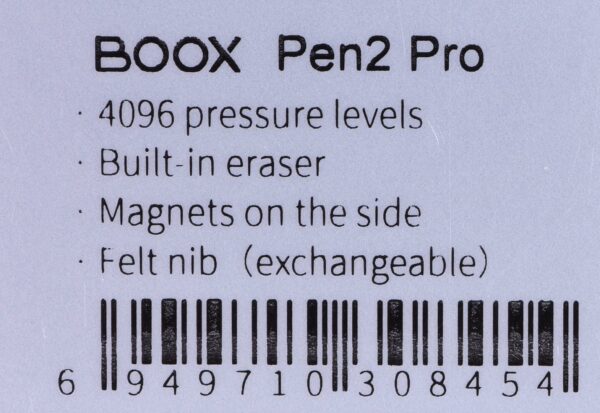 BOOX Pen2 Pro
· 4096 pressure levels
· Built-in eraser
· Magnets on the side
· Felt nib (exchangeable)
6 949710 308454